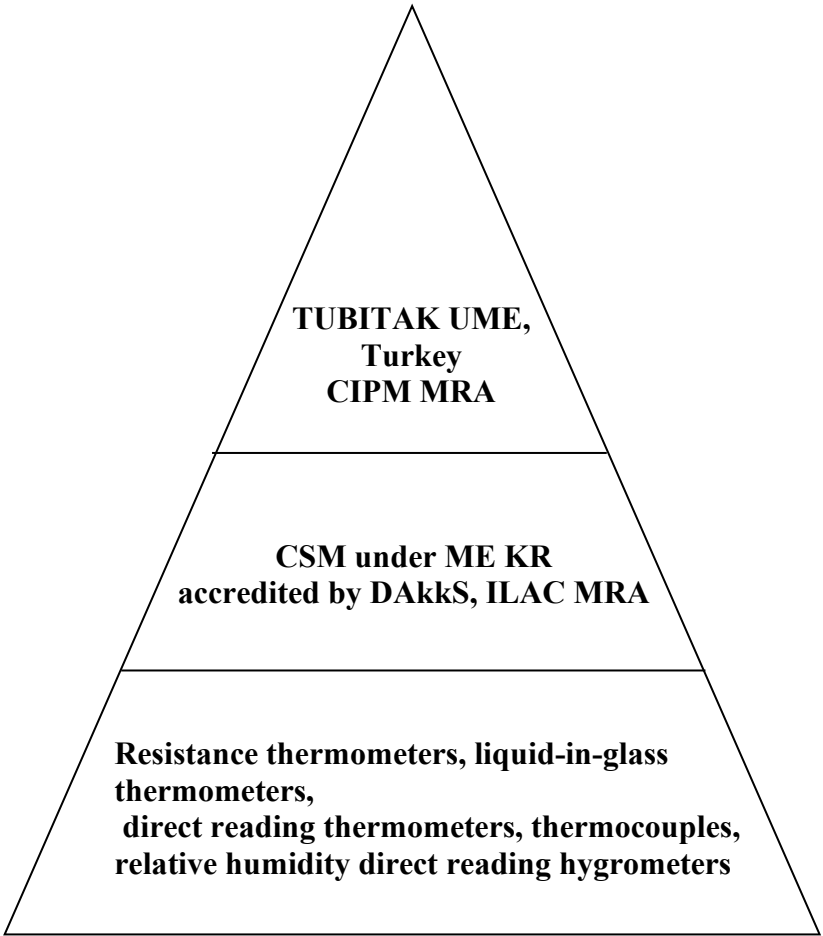 TUBITAK UME,
Turkey
CIPM MRA
CSM under ME KR
accredited by DAkkS, ILAC MRA
Resistance thermometers, liquid-in-glass
thermometers,
direct reading thermometers, thermocouples,
relative humidity direct reading hygrometers